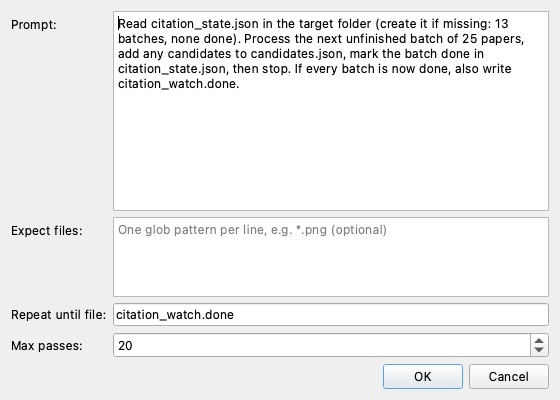 Prompt:
Read citation_state.json in the target folder (create it if missing: 13
batches, none done). Process the next unfinished batch of 25 papers,
add any candidates to candidates.json, mark the batch done in
citation_state.json, then stop. If every batch is now done, also write
citation_watch.done.
Expect files:
One glob pattern per line, e.g. *.png (optional)
Repeat until file:
citation_watch.done
Max passes:
20
OK
Cancel